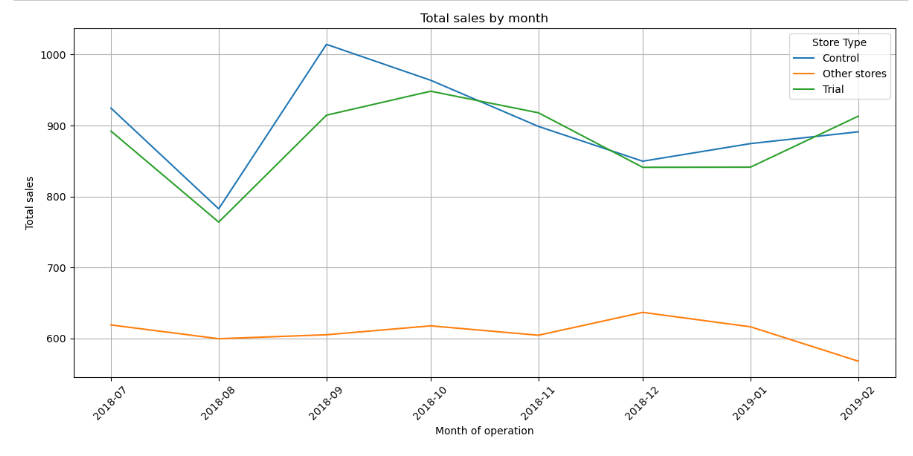 Total sales by month
Store Type
Control
Other stores
Trial
Total sales
1000
900
800
700
600
2018-07
2018-08
2018-09
2018-10
2018-11
2018-12
2019-01
2019-02
Month of operation